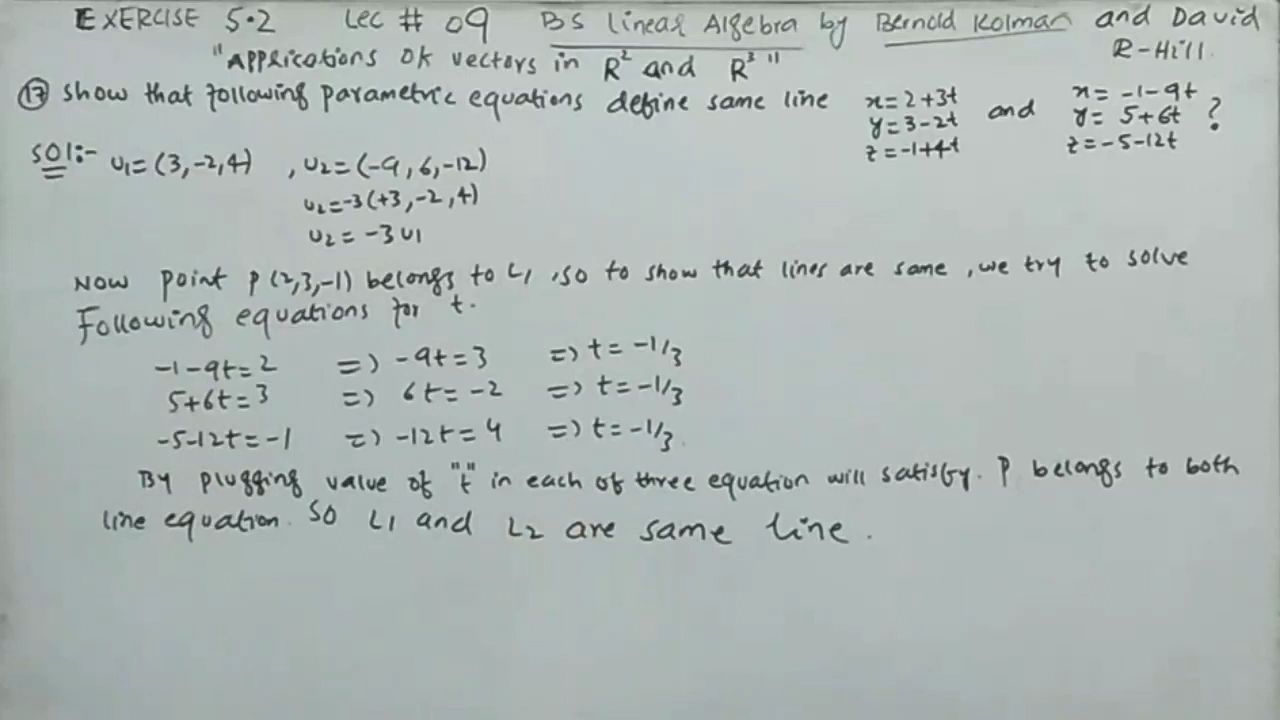 EXERCISE 5.2 Lec # 09 BS Linear Algebra by Bernold Kolman and David R-Hill
"Applications of vectors in R² and R³"
(17) Show that following parametric equations define same line x=2+3t and x=-1-9t ?
y=3-2t y=5+6t
z=-1+4t z=-5-12t
Sol:- u₁=(3,-2,4) , u₂=(-9,6,-12)
u₂=-3(+3,-2,4)
u₂=-3u₁
Now point p(2,3,-1) belongs to L₁ , so to show that lines are same , we try to solve
Following equations for t.
-1-9t=2 => -9t=3 => t=-1/3
5+6t=3 => 6t=-2 => t=-1/3
-5-12t=-1 => -12t=4 => t=-1/3.
By plugging value of "t" in each of three equation will satisfy. P belongs to both
line equation. So L₁ and L₂ are same line.